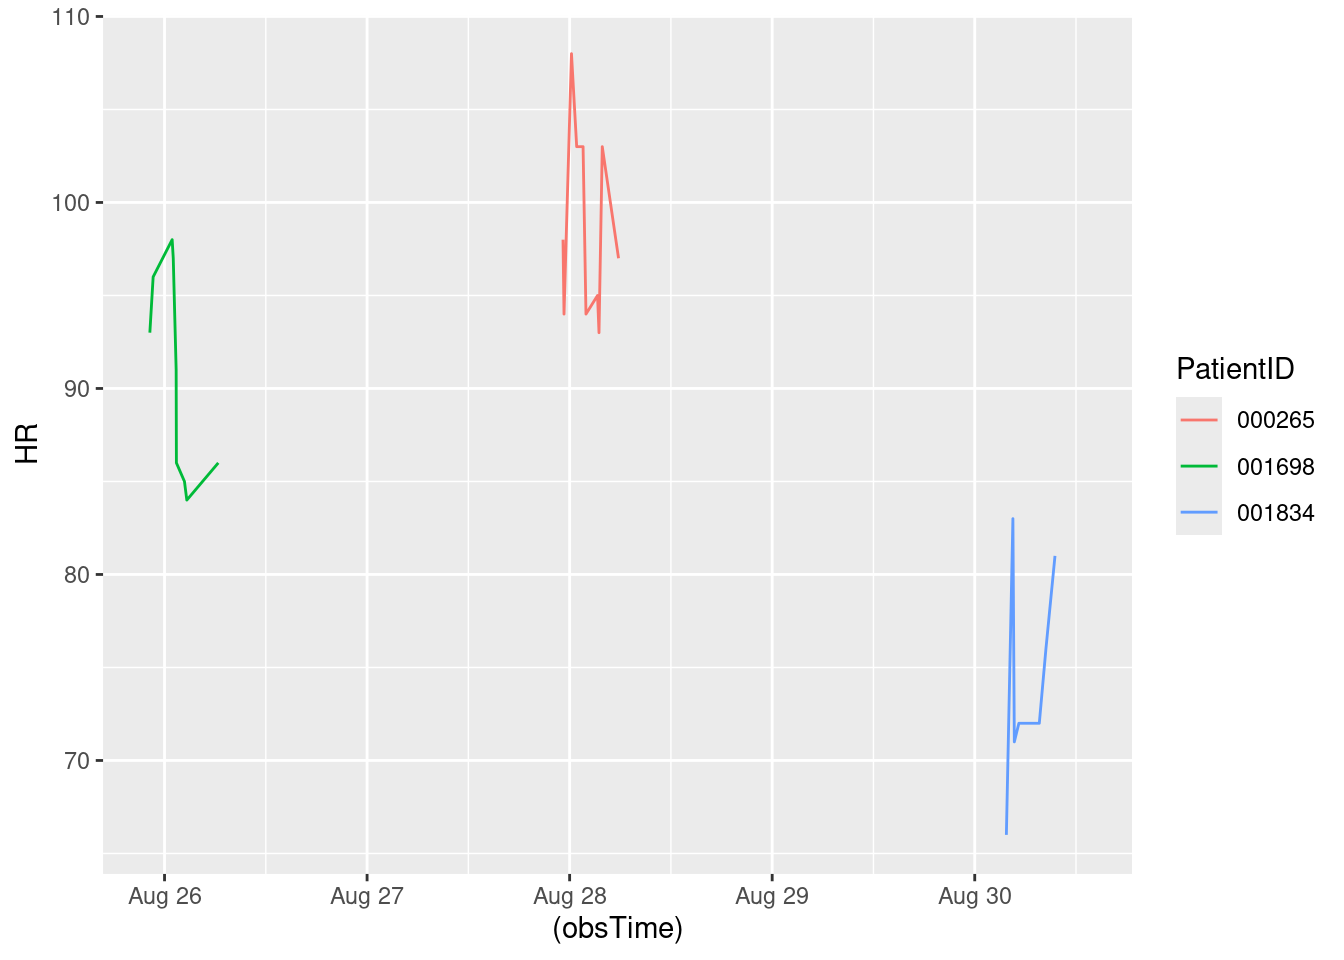 110
100
90
80
70
HR
Aug 26
Aug 27
Aug 28
Aug 29
Aug 30
(obsTime)
PatientID
000265
001698
001834